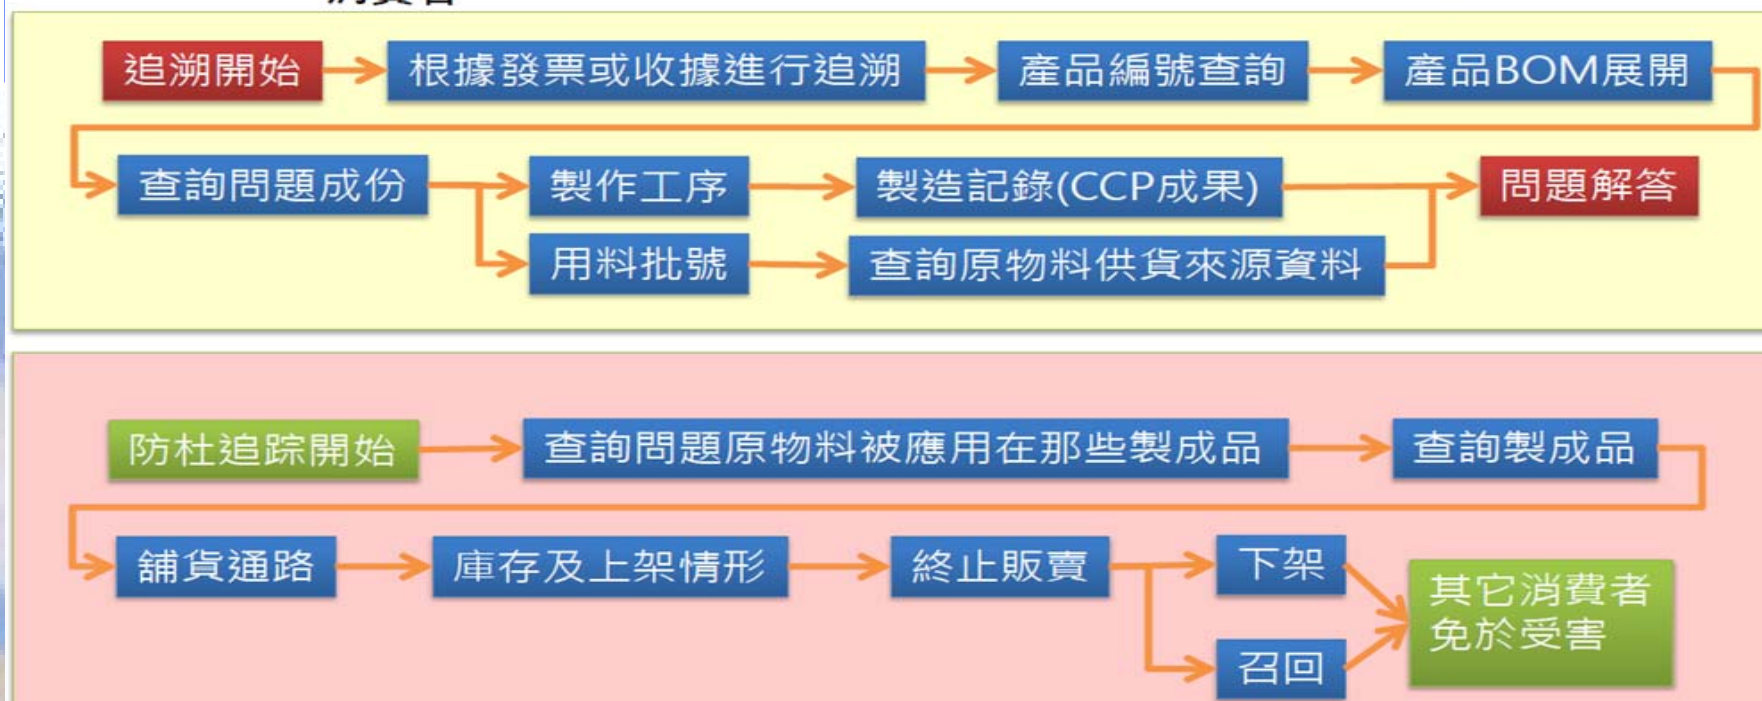 追溯開始
根據發票或收據進行追溯
產品編號查詢
產品BOM展開
查詢問題成份
製作工序
製造記錄(CCP成果)
問題解答
用料批號
查詢原物料供貨來源資料
防杜追踪開始
查詢問題原物料被應用在那些製成品
查詢製成品
舖貨通路
庫存及上架情形
終止販賣
下架
召回
其它消費者
免於受害